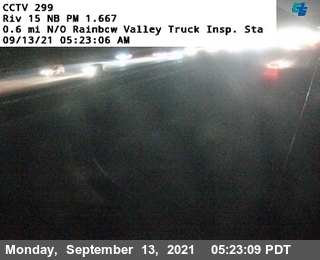 CCTV 299
Riv 15 NB PM 1.667
0.6 mi N/O Rainbow Valley Truck Insp. Sta
09/13/21 05:23:06 AM
Monday, September 13, 2021 05:23:09 PDT